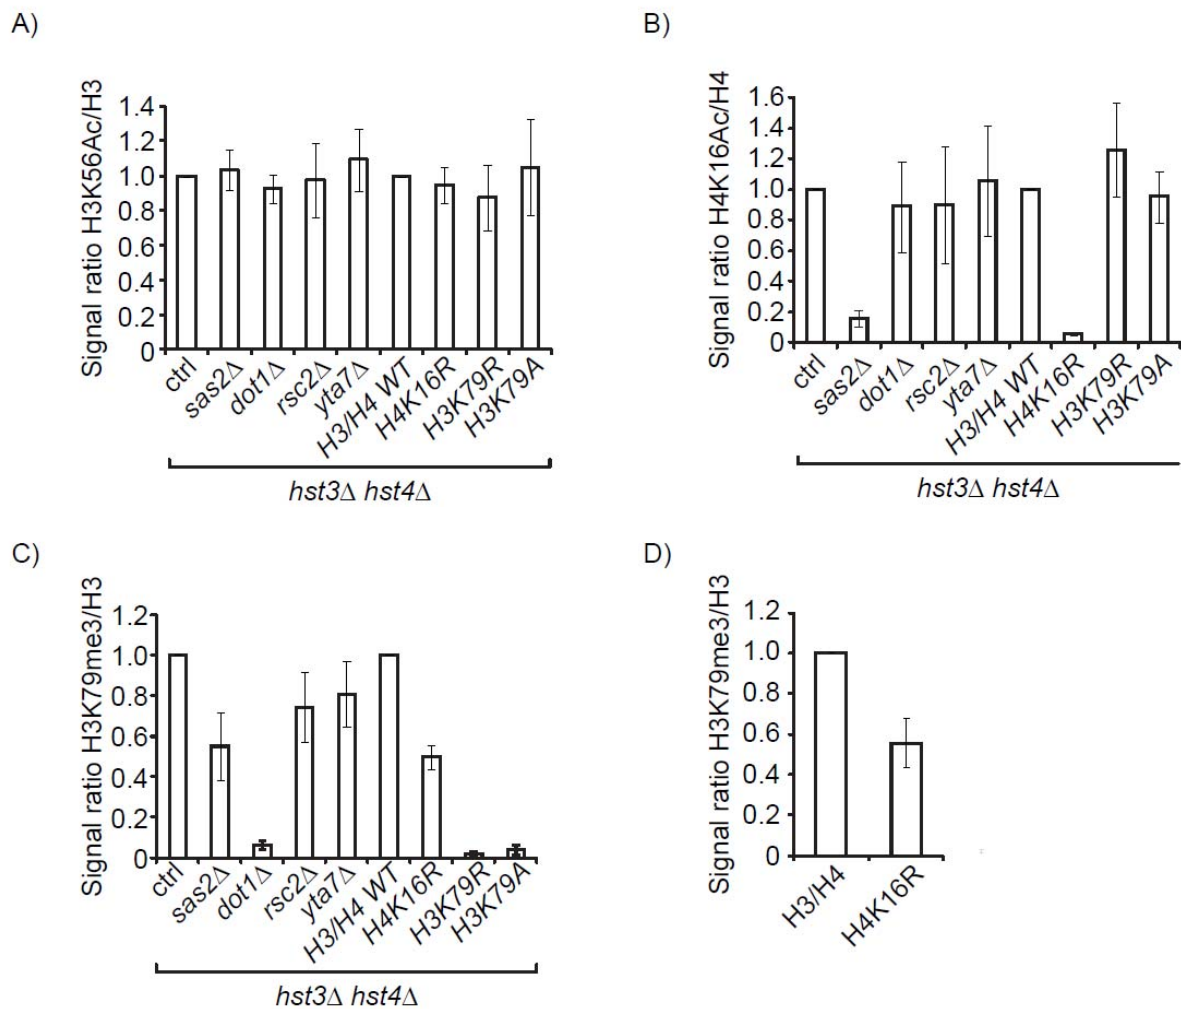 A)
Signal ratio H3K56Ac/H3
1.4
1.2
1.0
0.8
0.6
0.4
0.2
0
ctrl
sas2Δ
dot1Δ
rsc2Δ
yta7Δ
H3/H4 WT
H4K16R
H3K79R
H3K79A
hst3Δ hst4Δ
B)
Signal ratio H4K16Ac/H4
1.6
1.4
1.2
1.0
0.8
0.6
0.4
0.2
0
ctrl
sas2Δ
dot1Δ
rsc2Δ
yta7Δ
H3/H4 WT
H4K16R
H3K79R
H3K79A
hst3Δ hst4Δ
C)
Signal ratio H3K79me3/H3
1.2
1.0
0.8
0.6
0.4
0.2
0
ctrl
sas2Δ
dot1Δ
rsc2Δ
yta7Δ
H3/H4 WT
H4K16R
H3K79R
H3K79A
hst3Δ hst4Δ
D)
Signal ratio H3K79me3/H3
1.2
1.0
0.8
0.6
0.4
0.2
0
H3/H4
H4K16R